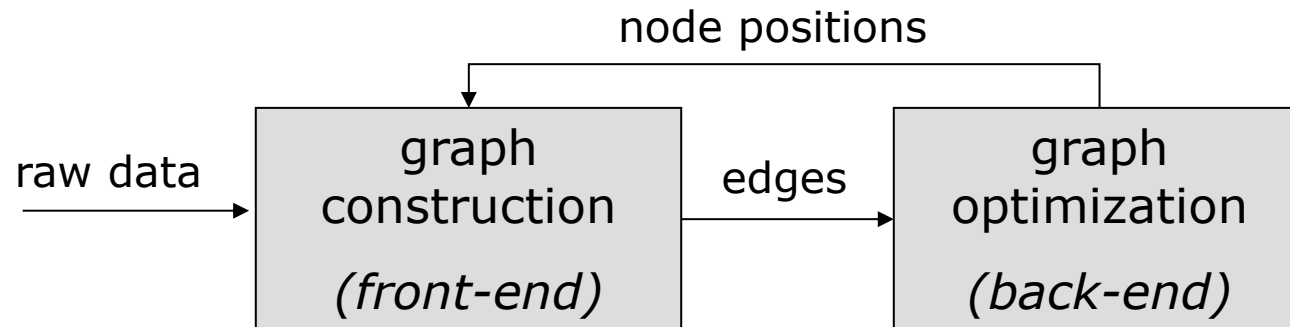 node positions
raw data
graph
construction
(front-end)
edges
graph
optimization
(back-end)